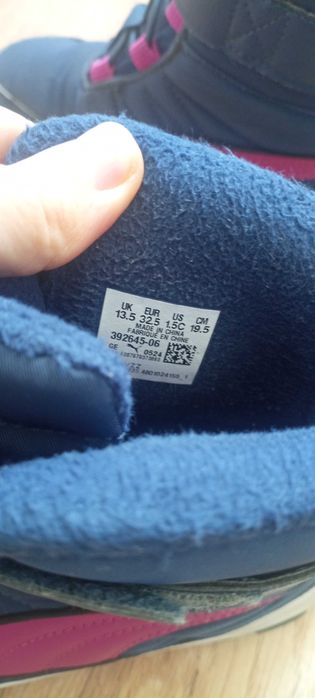 UK EUR US CM
13.5 32.5 1.5C 19.5
MADE IN CHINA
FABRIQUE EN CHINE
392645-06
0524